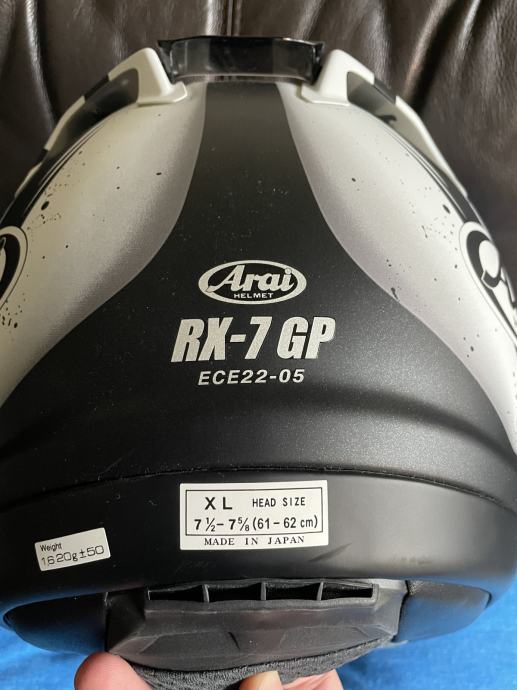 Arai
HELMET
RX-7 GP
ECE22-05
XL HEAD SIZE
7 ½ - 7 ⅝ (61 - 62 cm)
MADE IN JAPAN
Weight
1620g±50